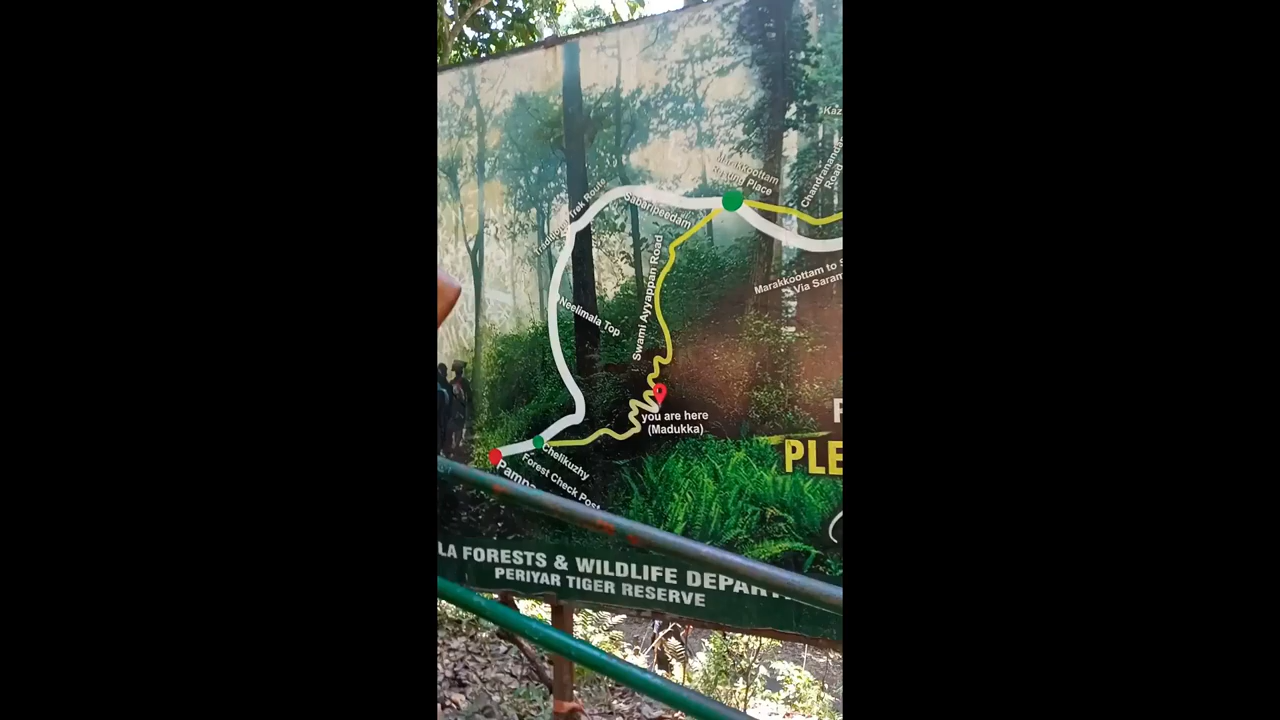 Kaz
Marakkoottam
Place
Chandranandan
Road
Traditional Trek Route
Sabaripeedam
Swami Ayyappan Road
Marakkoottam to S
Via Saram
Neelimala Top
you are here
(Madukka)
PLE
Chelikuzhy
Forest Check Post
Pampa
LA FORESTS & WILDLIFE DEPART
PERIYAR TIGER RESERVE